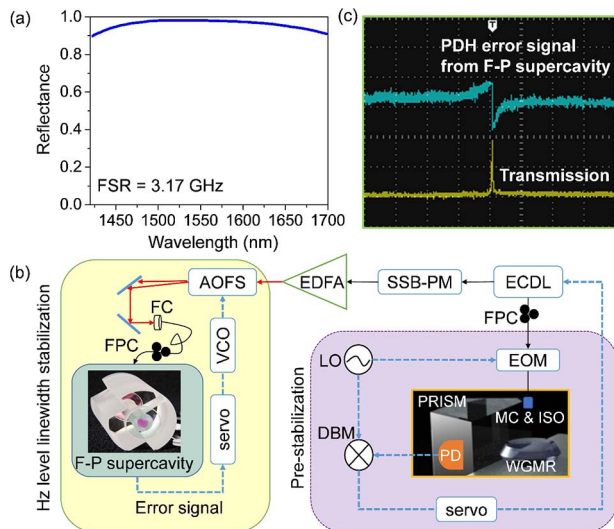 (a)
1.0
0.8
0.6
0.4
0.2
0.0
Reflectance
FSR = 3.17 GHz
1450 1500 1550 1600 1650 1700
Wavelength (nm)
(c)
T
PDH error signal
from F-P supercavity
Transmission
(b)
Hz level linewidth stabilization
AOFS
EDFA
SSB-PM
ECDL
FC
FPC
VCO
servo
F-P supercavity
Error signal
FPC
Pre-stabilization
LO
EOM
PRISM
MC & ISO
DBM
PD
WGMR
servo